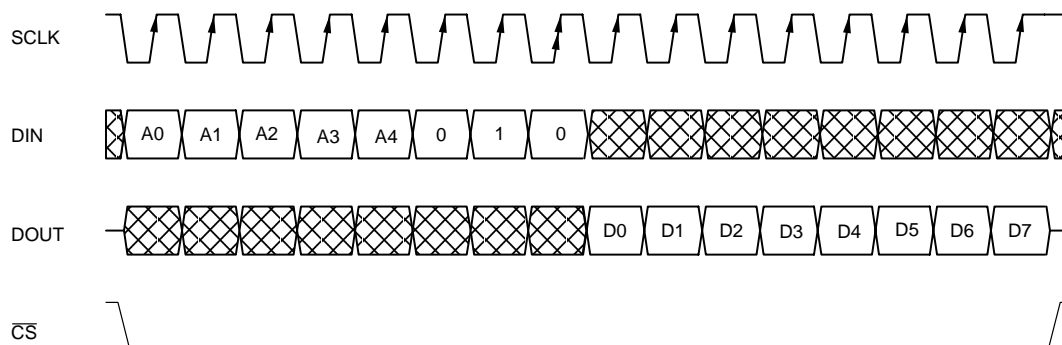 SCLK
DIN A0 A1 A2 A3 A4 0 1 0
DOUT D0 D1 D2 D3 D4 D5 D6 D7
C̅S̅